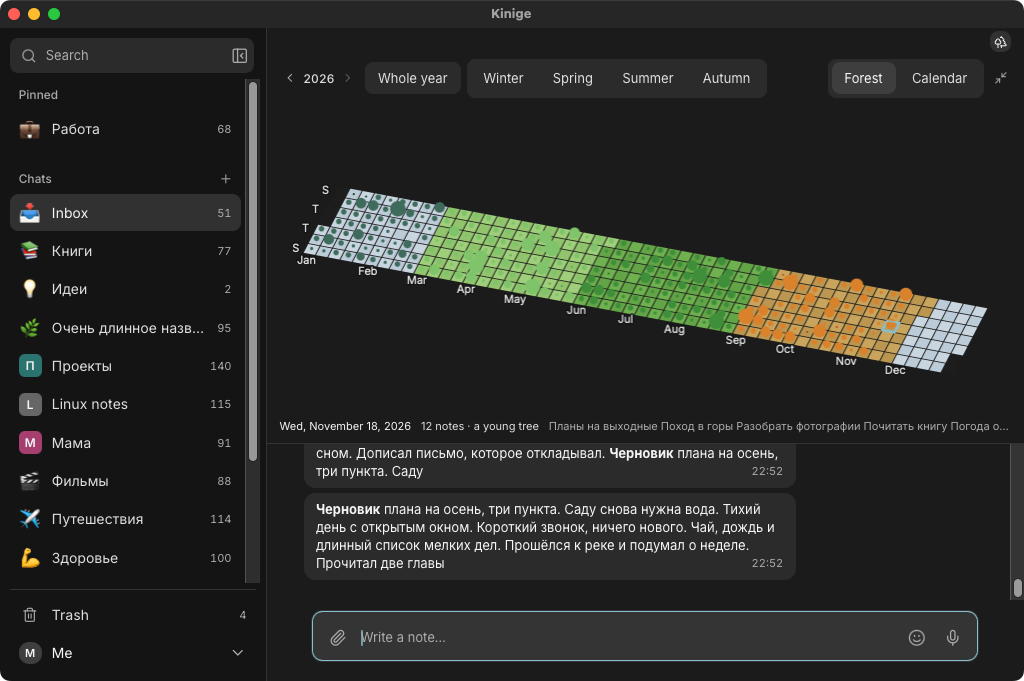 Kinige
Search
Pinned
Работа 68
Chats
Inbox 51
Книги 77
Идеи 2
Очень длинное назв... 95
П Проекты 140
L Linux notes 115
М Мама 91
Фильмы 88
Путешествия 114
Здоровье 100
Trash 4
M Me
2026
Whole year
Winter Spring Summer Autumn
Forest Calendar
S
T
T
S
Jan
Feb
Mar
Apr
May
Jun
Jul
Aug
Sep
Oct
Nov
Dec
Wed, November 18, 2026 12 notes · a young tree Планы на выходные Поход в горы Разобрать фотографии Почитать книгу Погода о...
сном. Дописал письмо, которое откладывал. Черновик плана на осень,
три пункта. Саду 22:52
Черновик плана на осень, три пункта. Саду снова нужна вода. Тихий
день с открытым окном. Короткий звонок, ничего нового. Чай, дождь и
длинный список мелких дел. Прошёлся к реке и подумал о неделе.
Прочитал две главы 22:52
Write a note...